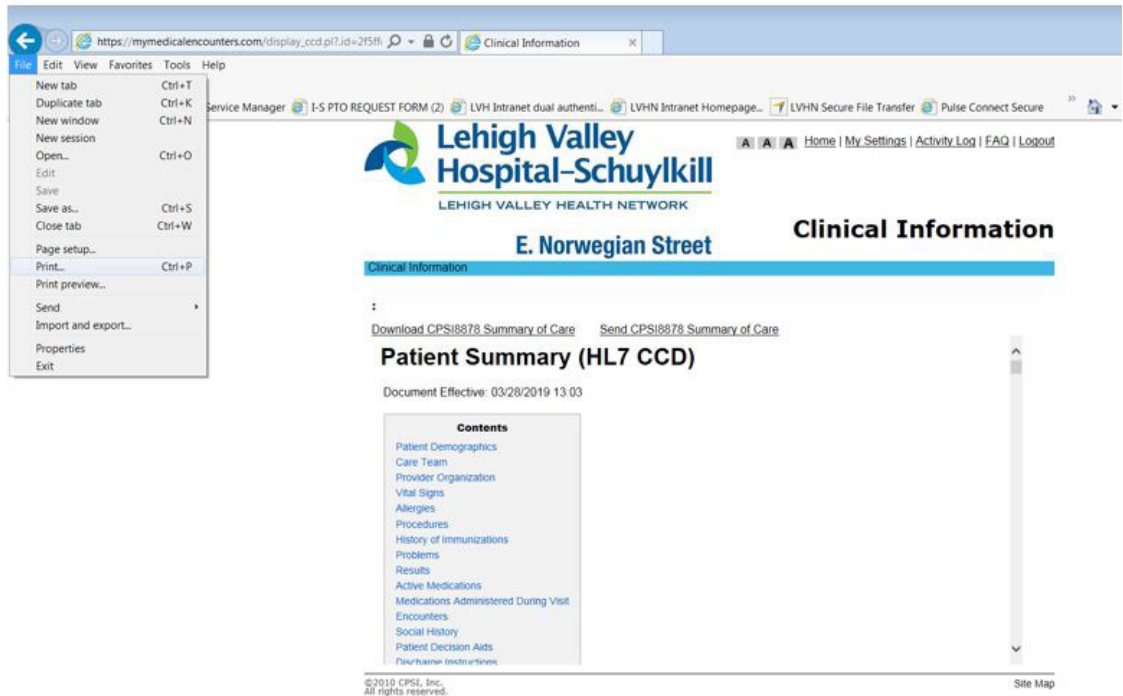 https://mymedicalencounters.com/display_ccd.pl?.id=2f5ffi
Clinical Information
File Edit View Favorites Tools Help
New tab Ctrl+T
Duplicate tab Ctrl+K
New window Ctrl+N
New session
Open... Ctrl+O
Edit
Save
Save as... Ctrl+S
Close tab Ctrl+W
Page setup...
Print... Ctrl+P
Print preview...
Send
Import and export...
Properties
Exit
Service Manager I-S PTO REQUEST FORM (2) LVH Intranet dual authenti... LVHN Intranet Homepage... LVHN Secure File Transfer Pulse Connect Secure
Lehigh Valley
Hospital–Schuylkill
LEHIGH VALLEY HEALTH NETWORK
E. Norwegian Street
A A A Home | My Settings | Activity Log | FAQ | Logout
Clinical Information
Clinical Information
:
Download CPSI8878 Summary of Care Send CPSI8878 Summary of Care
Patient Summary (HL7 CCD)
Document Effective: 03/28/2019 13:03
Contents
Patient Demographics
Care Team
Provider Organization
Vital Signs
Allergies
Procedures
History of Immunizations
Problems
Results
Active Medications
Medications Administered During Visit
Encounters
Social History
Patient Decision Aids
Discharge Instructions
©2010 CPSI, Inc.
All rights reserved.
Site Map